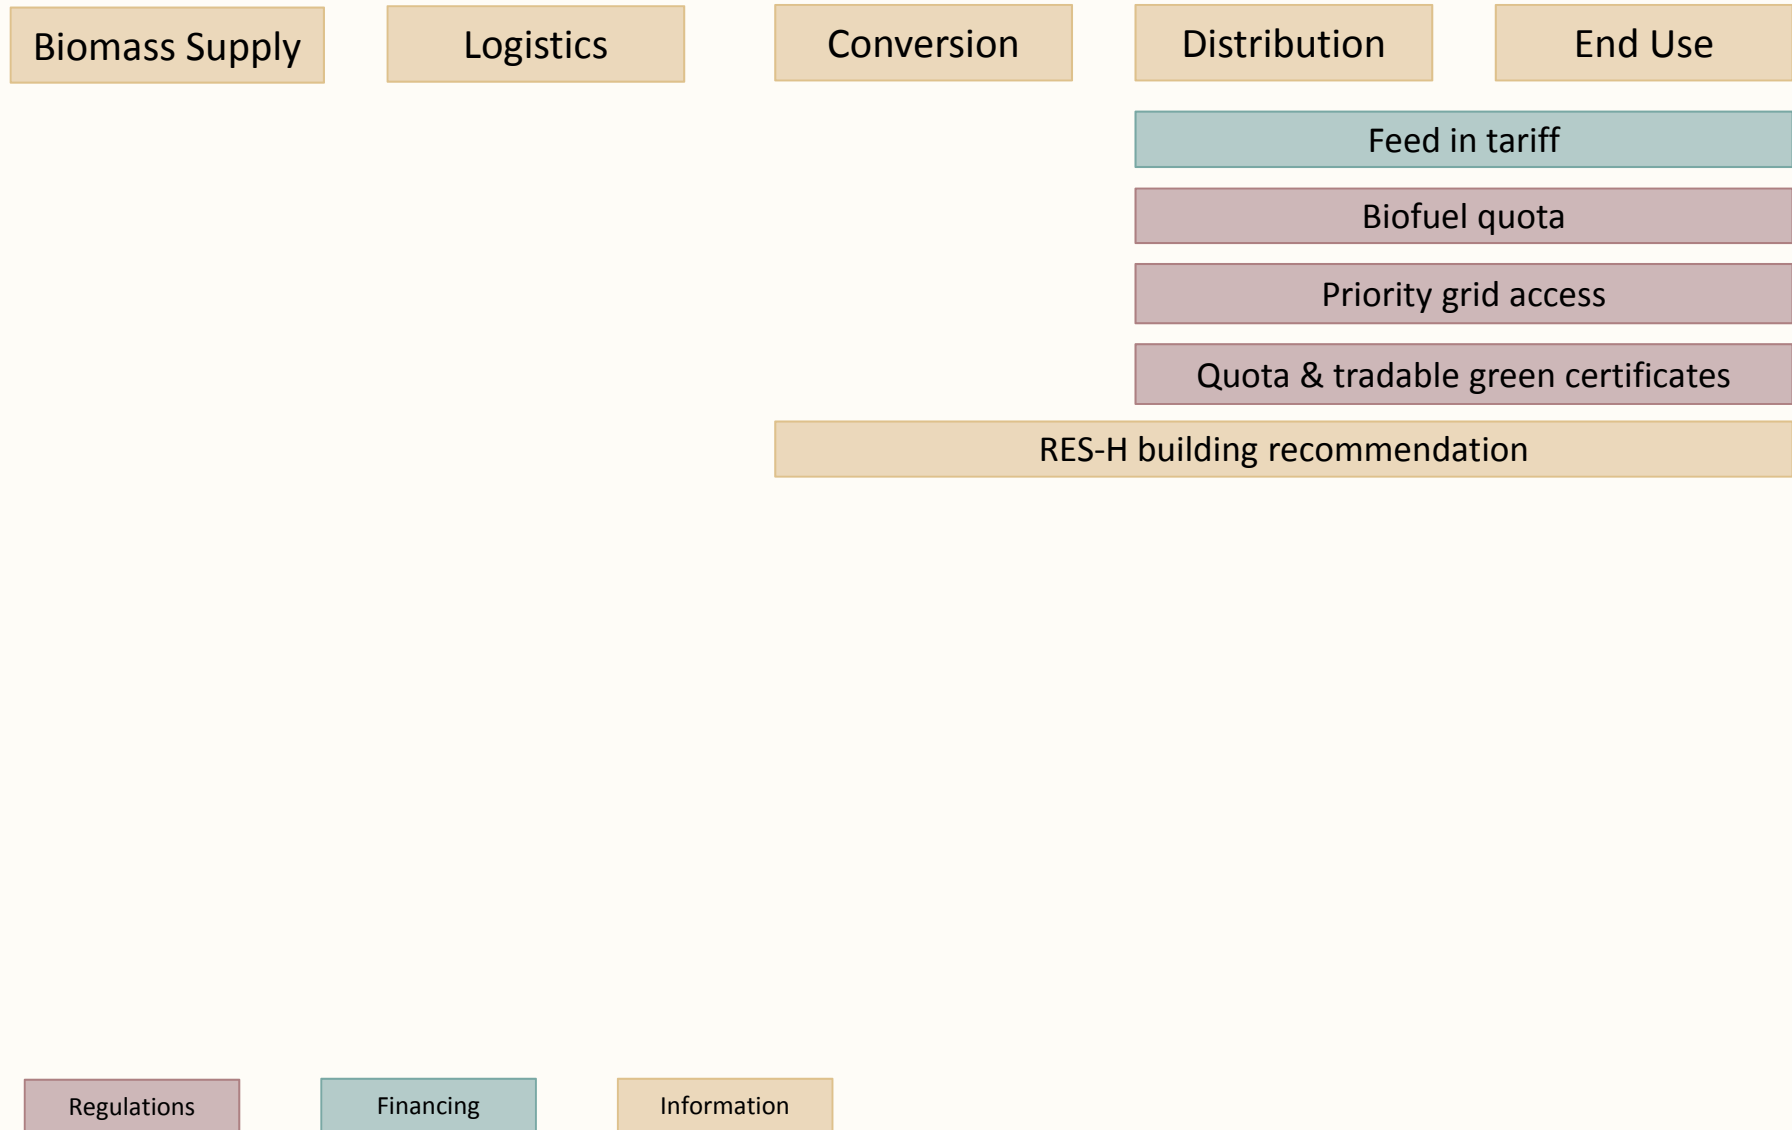 Biomass Supply
Logistics
Conversion
Distribution
End Use
Feed in tariff
Biofuel quota
Priority grid access
Quota & tradable green certificates
RES-H building recommendation
Regulations
Financing
Information